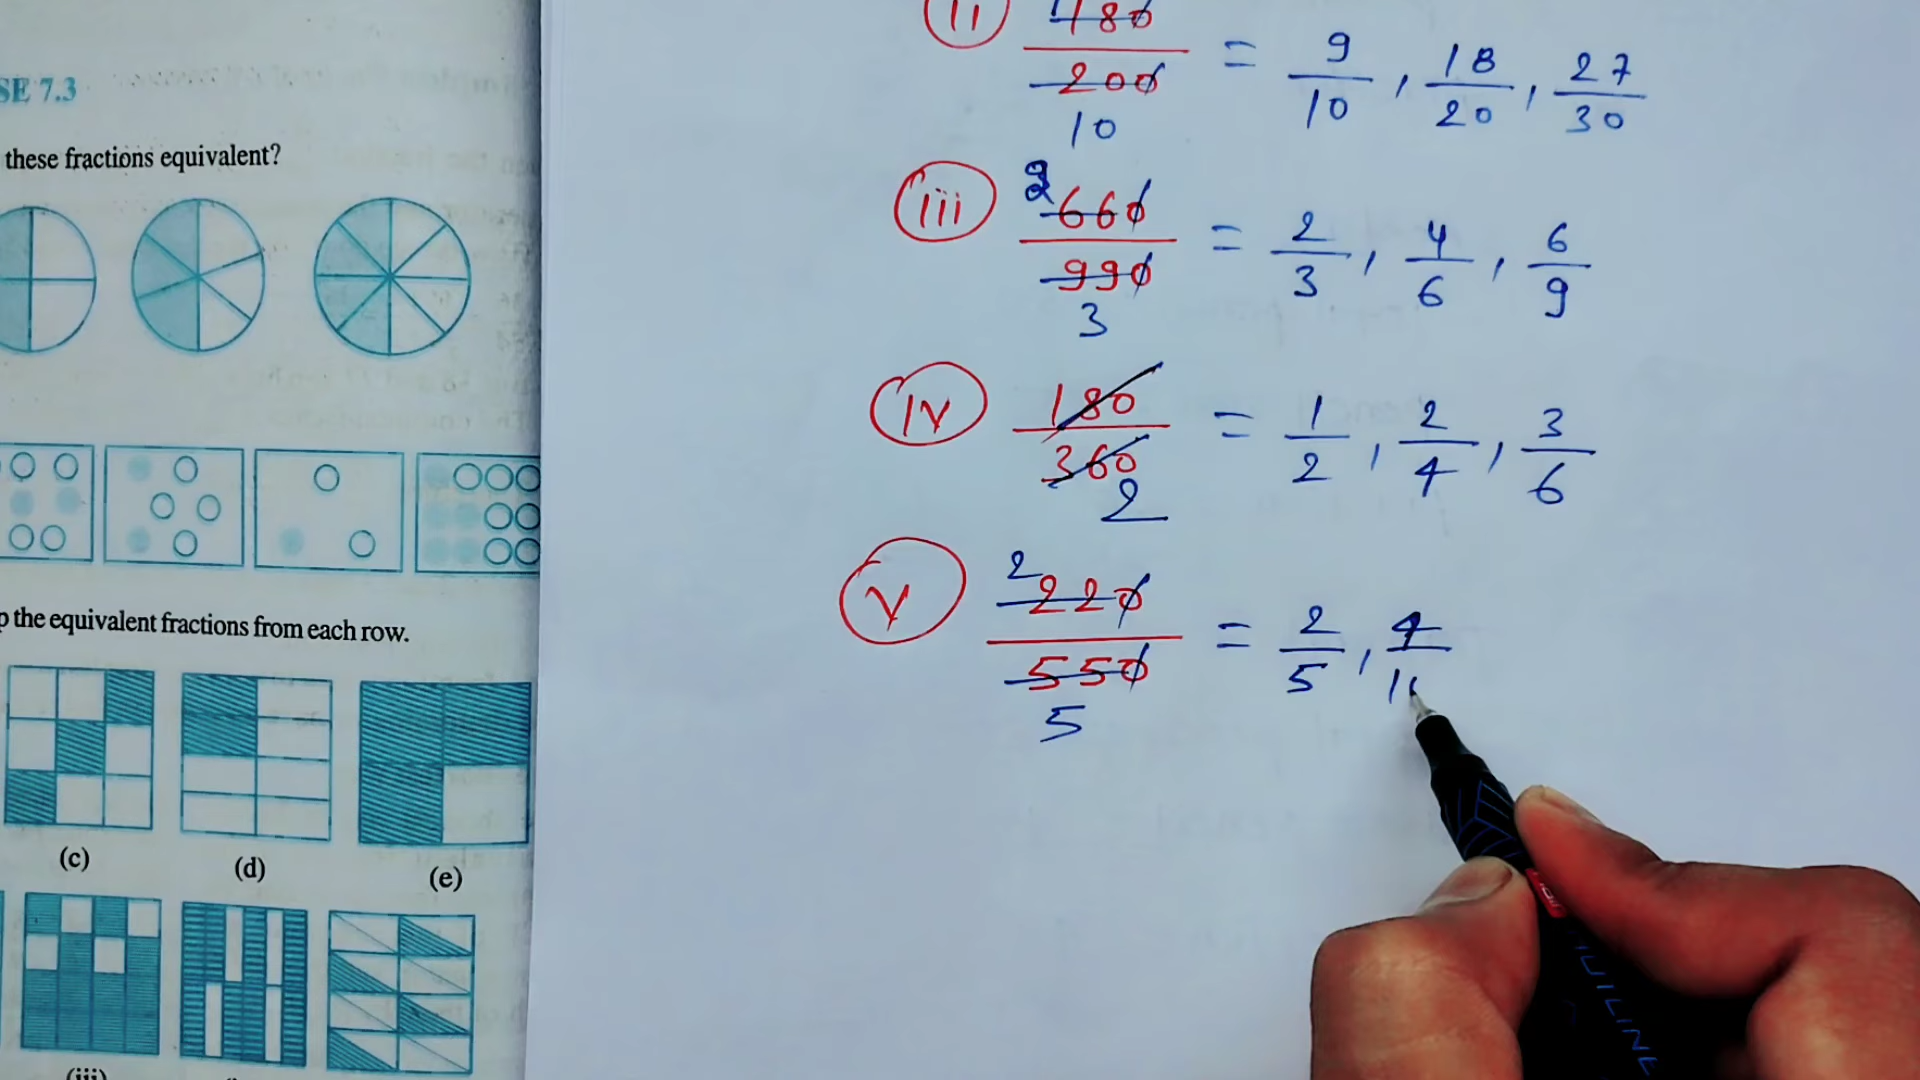 SE 7.3
these fractions equivalent?
the equivalent fractions from each row.
(c) (d) (e)
(iii)
ii 180/200 = 9/10, 18/20, 27/30
10
iii 2 660/990 = 2/3, 4/6, 6/9
3
iv 180/360 = 1/2, 2/4, 3/6
2
v 2 220/550 = 2/5, 4/
5